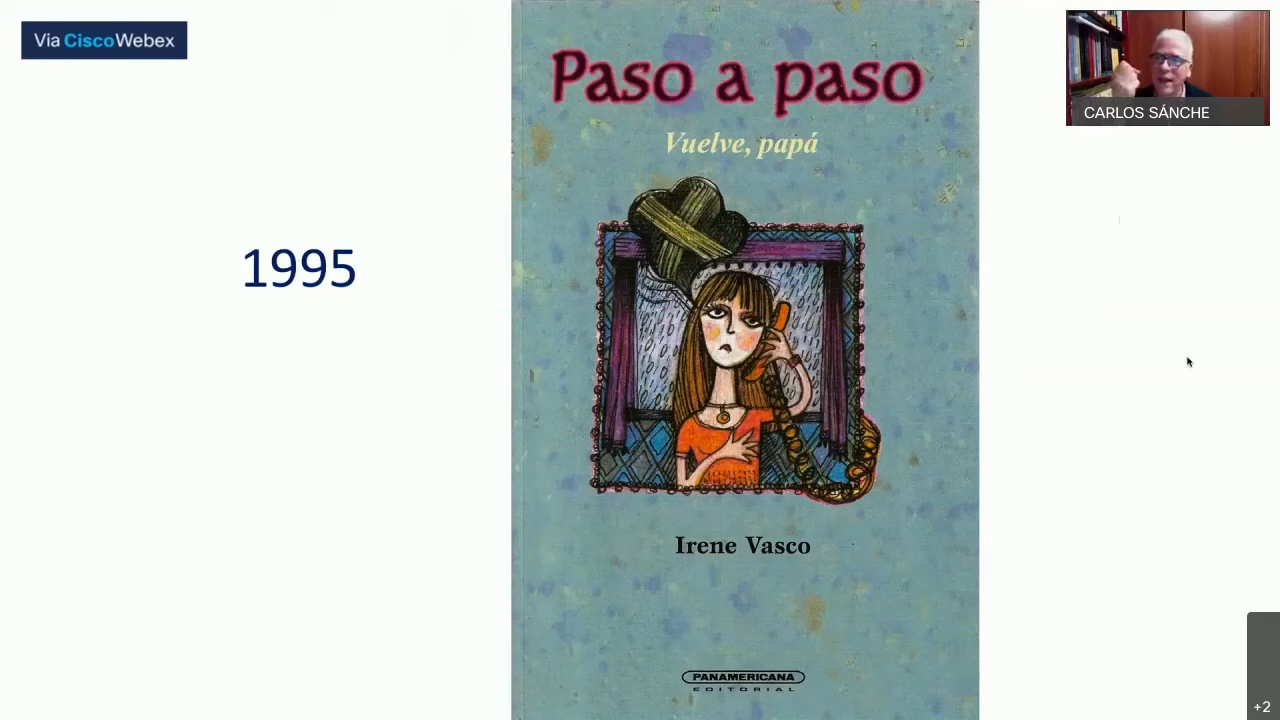 Via CiscoWebex
Paso a paso
Vuelve, papá
CARLOS SÁNCHE
1995
Irene Vasco
PANAMERICANA
EDITORIAL
+2